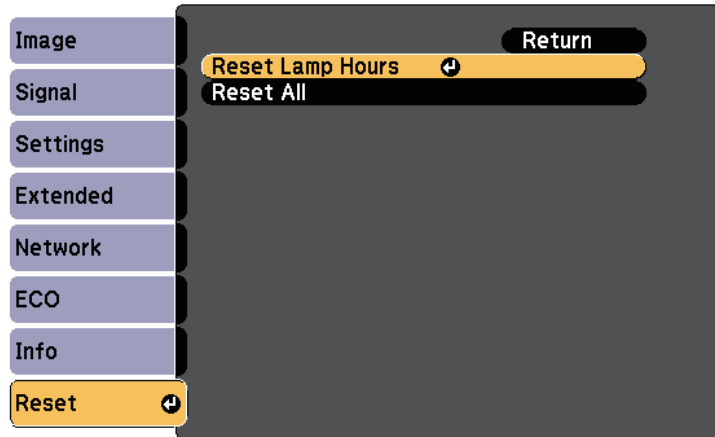 Image
Signal
Settings
Extended
Network
ECO
Info
Reset
Return
Reset Lamp Hours
Reset All